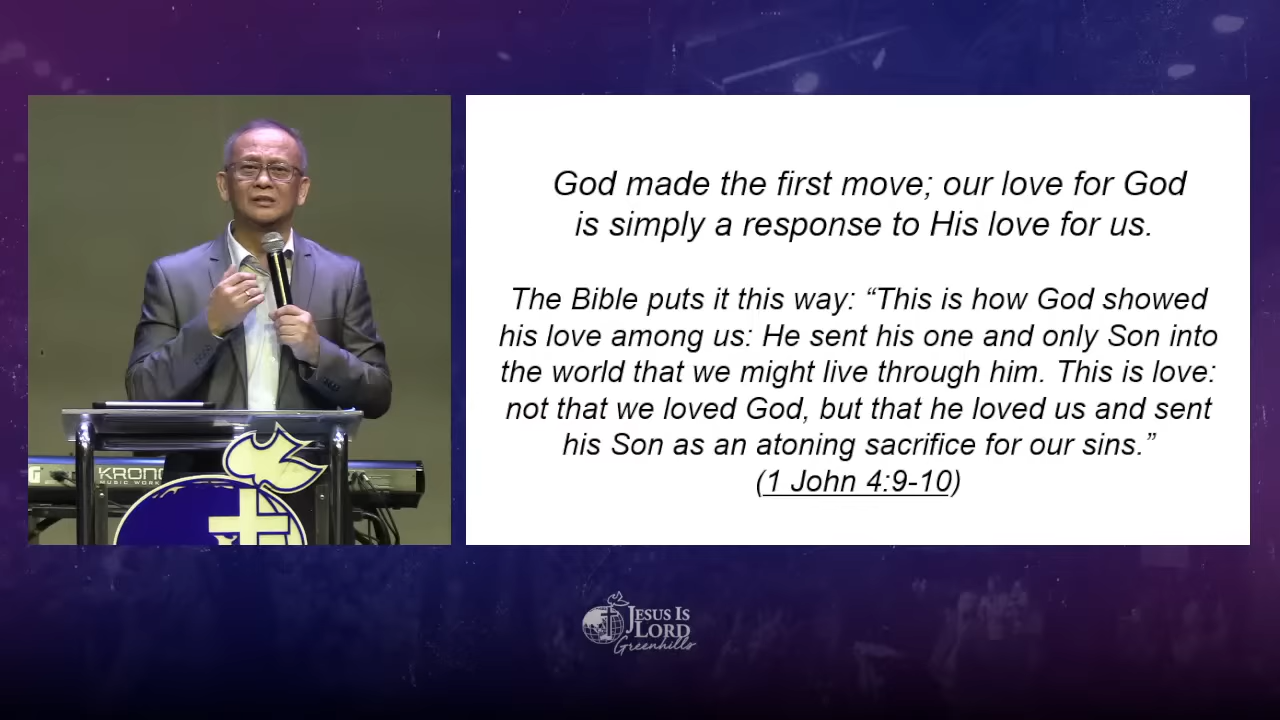 God made the first move; our love for God
is simply a response to His love for us.
The Bible puts it this way: “This is how God showed
his love among us: He sent his one and only Son into
the world that we might live through him. This is love:
not that we loved God, but that he loved us and sent
his Son as an atoning sacrifice for our sins.”
(1 John 4:9-10)
KRONO
MUSIC WORK
JESUS IS
LORD
Greenhills